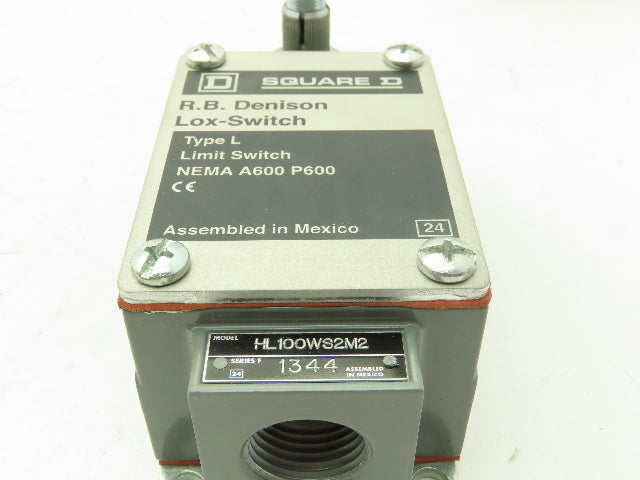 D SQUARE D
R.B. Denison
Lox-Switch
Type L
Limit Switch
NEMA A600 P600
CE
Assembled in Mexico 24
MODEL HL100WS2M2
SERIES F 1344 ASSEMBLED
24 IN MEXICO